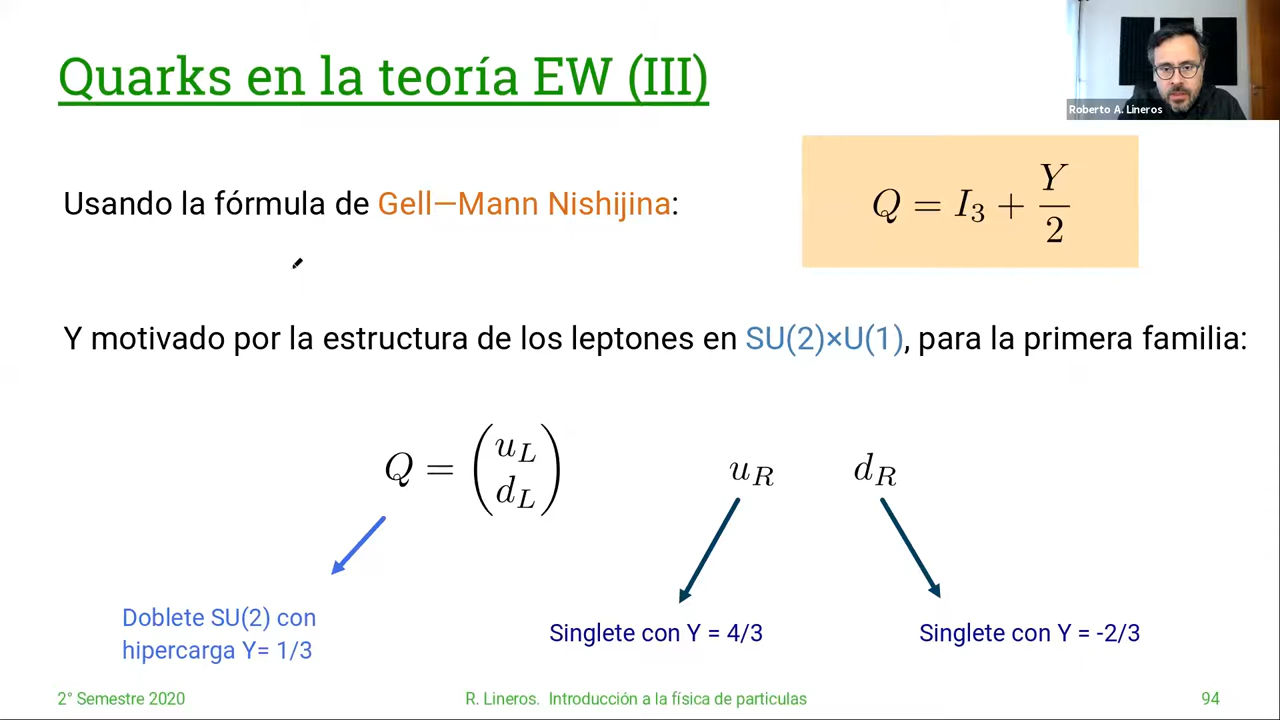 Quarks en la teoría EW (III)
Roberto A. Lineros
Usando la fórmula de Gell—Mann Nishijina:
Q = I_3 + Y/2
Y motivado por la estructura de los leptones en SU(2)×U(1), para la primera familia:
Q = (u_L d_L)
u_R
d_R
Doblete SU(2) con
hipercarga Y= 1/3
Singlete con Y = 4/3
Singlete con Y = -2/3
2° Semestre 2020
R. Lineros. Introducción a la física de particulas
94